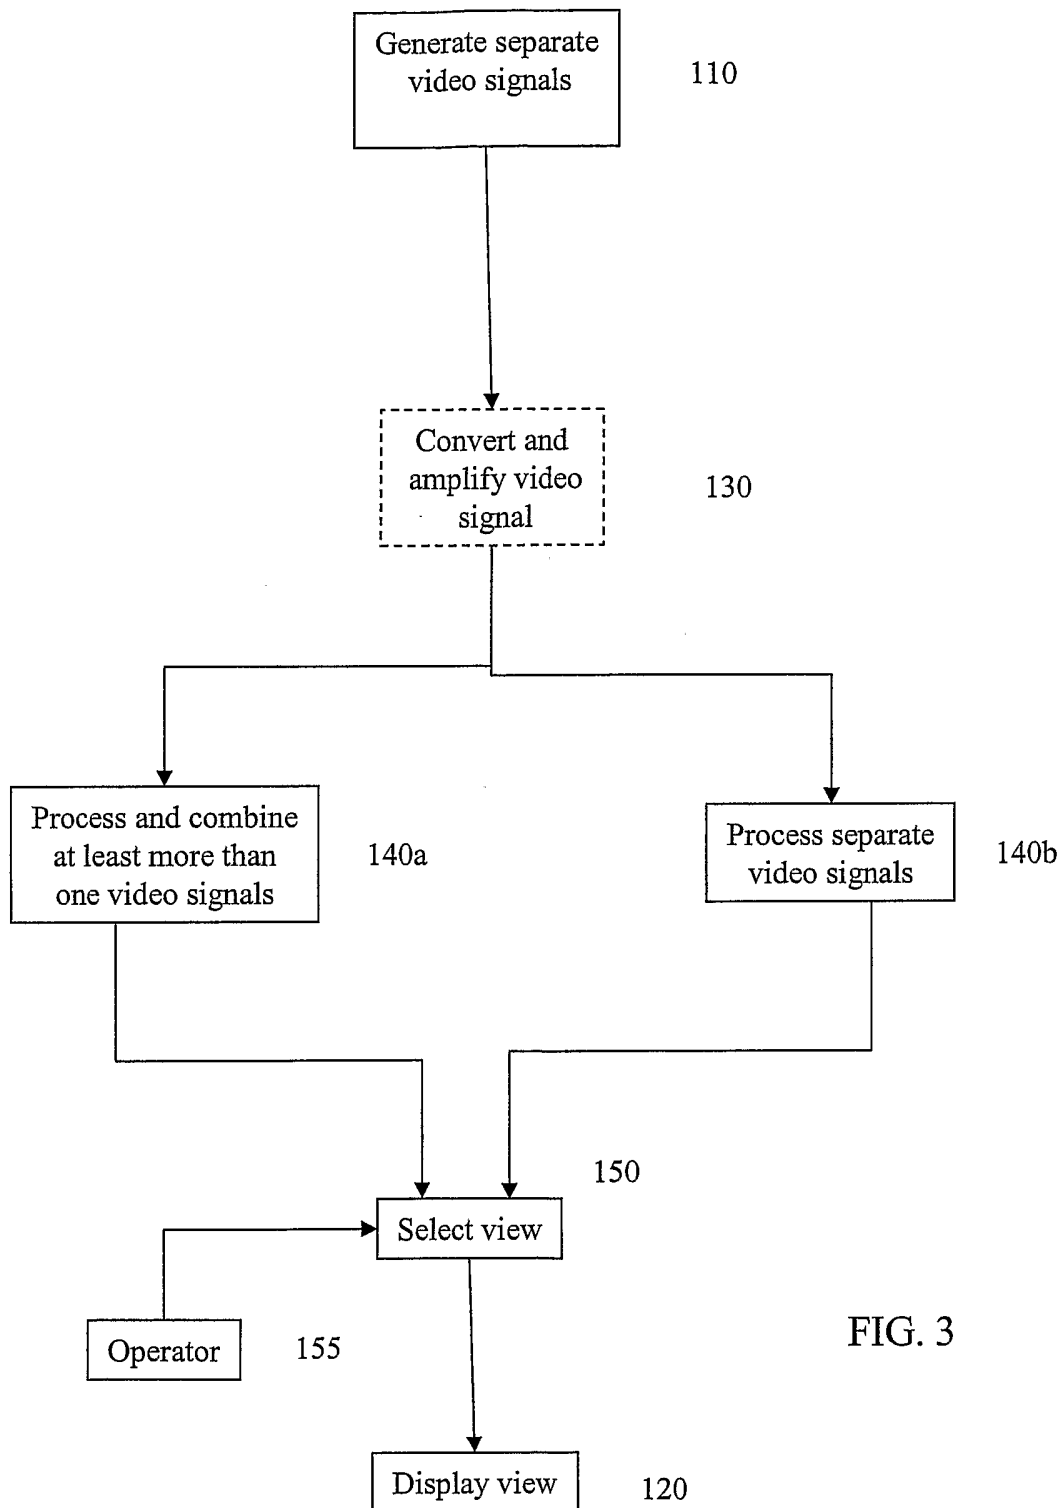 Generate separate
video signals
110
Convert and
amplify video
signal
130
Process and combine
at least more than
one video signals
140a
Process separate
video signals
140b
150
Select view
Operator
155
FIG. 3
Display view
120